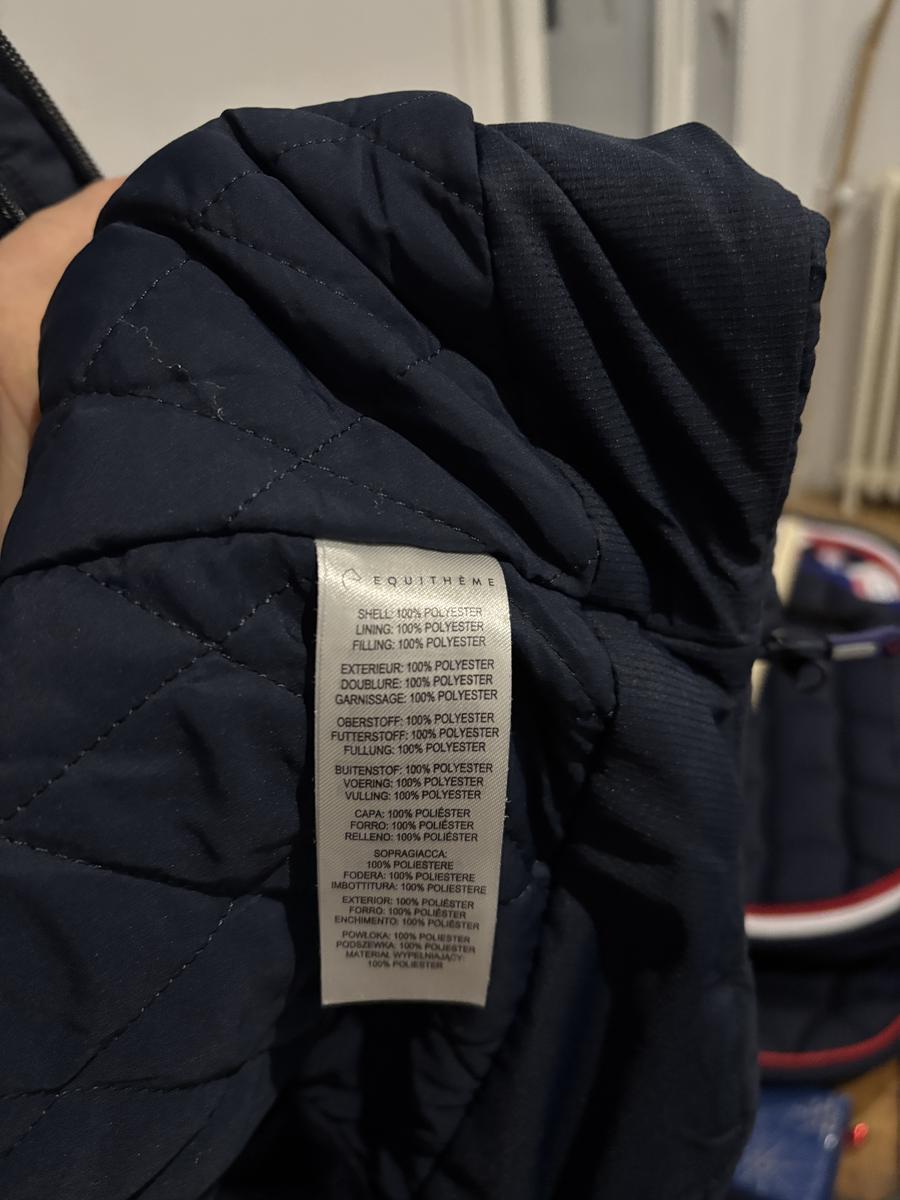 EQUITHÈME
SHELL: 100% POLYESTER
LINING: 100% POLYESTER
FILLING: 100% POLYESTER
EXTERIEUR: 100% POLYESTER
DOUBLURE: 100% POLYESTER
GARNISSAGE: 100% POLYESTER
OBERSTOFF: 100% POLYESTER
FUTTERSTOFF: 100% POLYESTER
FULLUNG: 100% POLYESTER
BUITENSTOF: 100% POLYESTER
VOERING: 100% POLYESTER
VULLING: 100% POLYESTER
CAPA: 100% POLIÉSTER
FORRO: 100% POLIÉSTER
RELLENO: 100% POLIÉSTER
SOPRAGIACCA:
100% POLIESTERE
FODERA: 100% POLIESTERE
IMBOTTITURA: 100% POLIESTERE
EXTERIOR: 100% POLIÉSTER
FORRO: 100% POLIÉSTER
ENCHIMENTO: 100% POLIÉSTER
POWŁOKA: 100% POLIESTER
PODSZEWKA: 100% POLIESTER
MATERIAŁ WYPEŁNIAJĄCY:
100% POLIESTER